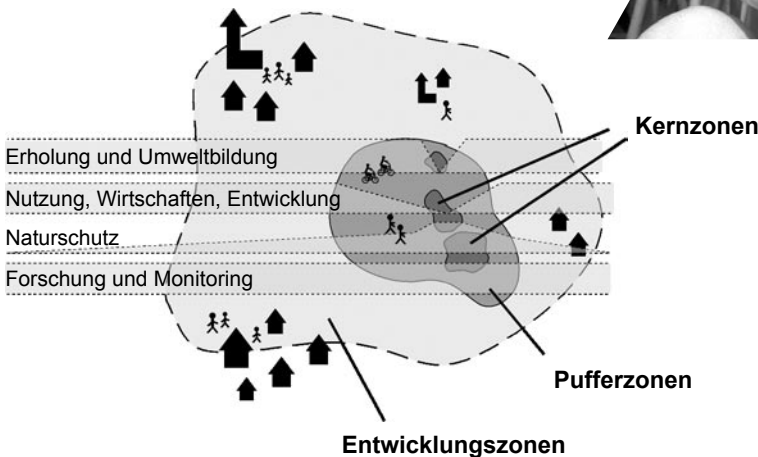 Kernzonen
Erholung und Umweltbildung
Nutzung, Wirtschaften, Entwicklung
Naturschutz
Forschung und Monitoring
Pufferzonen
Entwicklungszonen